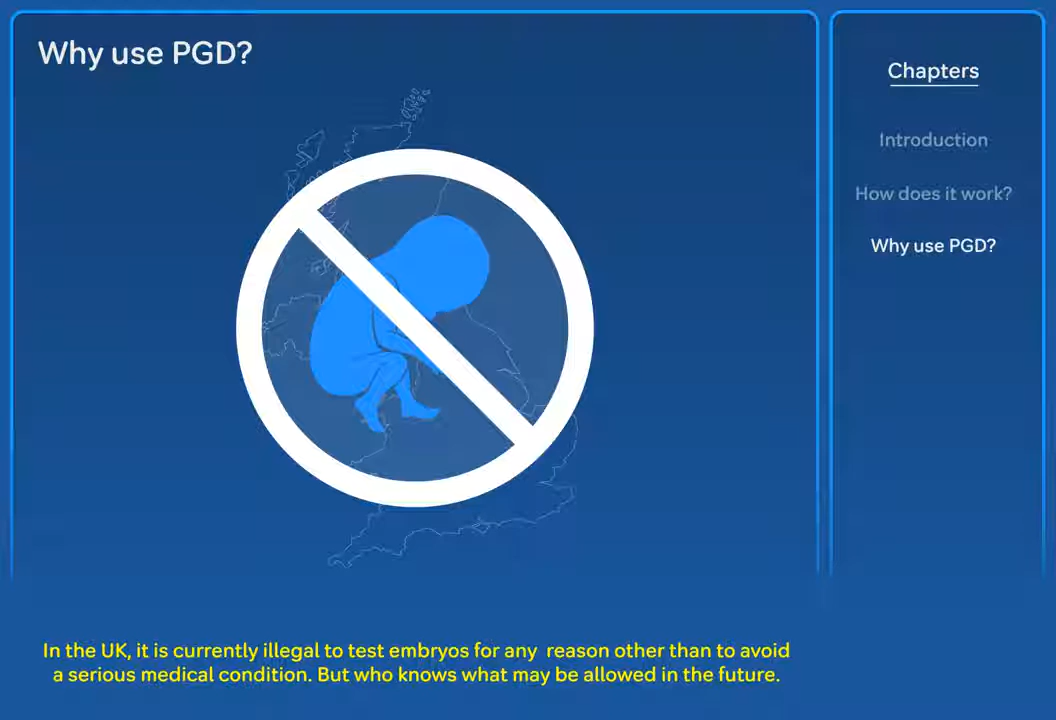 Why use PGD?
Chapters
Introduction
How does it work?
Why use PGD?
In the UK, it is currently illegal to test embryos for any  reason other than to avoid
a serious medical condition. But who knows what may be allowed in the future.